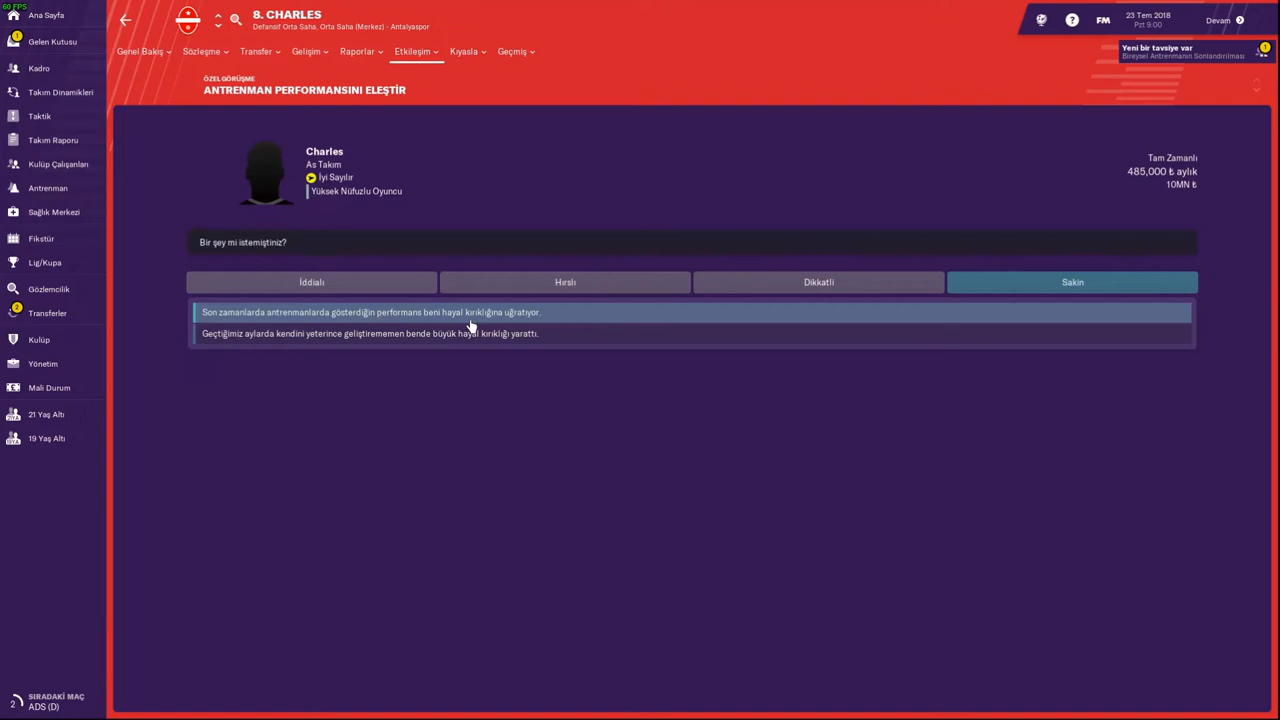 60 FPS
Ana Sayfa
1
Gelen Kutusu
Kadro
Takım Dinamikleri
Taktik
Takım Raporu
Kulüp Çalışanları
Antrenman
Sağlık Merkezi
Fikstür
Lig/Kupa
Gözlemcilik
2
Transferler
Kulüp
Yönetim
Mali Durum
21 Yaş Altı
19 Yaş Altı
2
SIRADAKİ MAÇ
ADS (D)
8. CHARLES
Defansif Orta Saha, Orta Saha (Merkez) - Antalyaspor
? FM
23 Tem 2018
Pzt 9:00
Devam
Genel Bakış Sözleşme Transfer Gelişim Raporlar Etkileşim Kıyasla Geçmiş
Yeni bir tavsiye var
Bireysel Antrenmanın Sonlandırılması
1
ÖZEL GÖRÜŞME
ANTRENMAN PERFORMANSINI ELEŞTİR
Charles
As Takım
İyi Sayılır
Yüksek Nüfuzlu Oyuncu
Tam Zamanlı
485,000 ₺ aylık
10MN ₺
Bir şey mi istemiştiniz?
İddialı Hırslı Dikkatli Sakin
Son zamanlarda antrenmanlarda gösterdiğin performans beni hayal kırıklığına uğratıyor.
Geçtiğimiz aylarda kendini yeterince geliştirememen bende büyük hayal kırıklığı yarattı.